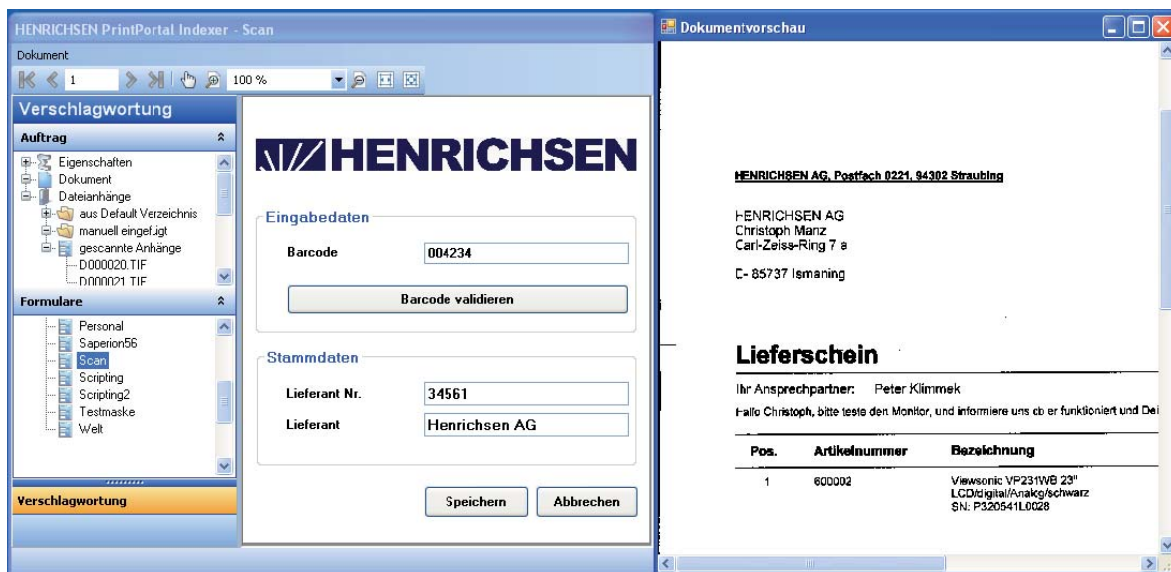 HENRICHSEN PrintPortal Indexer - Scan
Dokument
1
100 %
Verschlagwortung
Auftrag
Eigenschaften
Dokument
Dateianhänge
aus Default Verzeichnis
manuell eingef.igt
gescannte Anhänge
D000020.TIF
D000021.TIF
Formulare
Personal
Saperion56
Scan
Scripting
Scripting2
Testmaske
Welt
Verschlagwortung
HENRICHSEN
Eingabedaten
Barcode 004234
Barcode validieren
Stammdaten
Lieferant Nr. 34561
Lieferant Henrichsen AG
Speichern Abbrechen
Dokumentvorschau
HENRICHSEN AG, Postfach 0221, 94302 Straubing
HENRICHSEN AG
Christoph Manz
Carl-Zeiss-Ring 7 a
D- 85737 Ismaning
Lieferschein
Ihr Ansprechpartner: Peter Klimmek
Hallo Christoph, bitte teste den Monitor, und informiere uns ob er funktioniert und Dei
Pos. Artikelnummer Bezeichnung
1 600002 Viewsonic VP231WB 23"
LCD/digital/Analog/schwarz
SN: P320541L0028